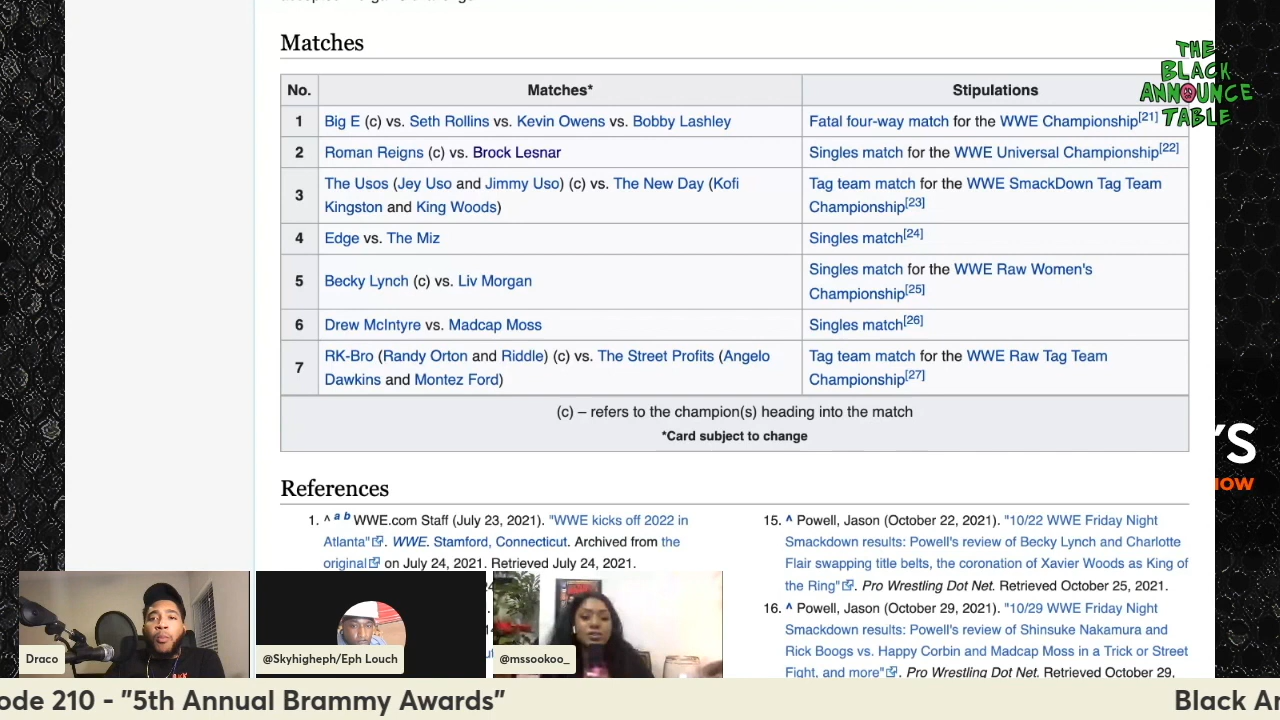 Matches
THE
BLACK
ANNOUNCE
TABLE
No. Matches* Stipulations
1 Big E (c) vs. Seth Rollins vs. Kevin Owens vs. Bobby Lashley Fatal four-way match for the WWE Championship[21]
2 Roman Reigns (c) vs. Brock Lesnar Singles match for the WWE Universal Championship[22]
3 The Usos (Jey Uso and Jimmy Uso) (c) vs. The New Day (Kofi
Kingston and King Woods)
Tag team match for the WWE SmackDown Tag Team
Championship[23]
4 Edge vs. The Miz Singles match[24]
5 Becky Lynch (c) vs. Liv Morgan
Singles match for the WWE Raw Women's
Championship[25]
6 Drew McIntyre vs. Madcap Moss Singles match[26]
7 RK-Bro (Randy Orton and Riddle) (c) vs. The Street Profits (Angelo
Dawkins and Montez Ford)
Tag team match for the WWE Raw Tag Team
Championship[27]
(c) – refers to the champion(s) heading into the match
*Card subject to change
'S
OW
References
1. ^ a b WWE.com Staff (July 23, 2021). "WWE kicks off 2022 in
Atlanta". WWE. Stamford, Connecticut. Archived from the
original on July 24, 2021. Retrieved July 24, 2021.
15. ^ Powell, Jason (October 22, 2021). "10/22 WWE Friday Night
Smackdown results: Powell's review of Becky Lynch and Charlotte
Flair swapping title belts, the coronation of Xavier Woods as King of
the Ring". Pro Wrestling Dot Net. Retrieved October 25, 2021.
16. ^ Powell, Jason (October 29, 2021). "10/29 WWE Friday Night
Smackdown results: Powell's review of Shinsuke Nakamura and
Rick Boogs vs. Happy Corbin and Madcap Moss in a Trick or Street
Fight, and more". Pro Wrestling Dot Net. Retrieved October 29,
Draco
@Skyhigheph/Eph Louch
@mssookoo_
ode 210 - "5th Annual Brammy Awards" Black Ar